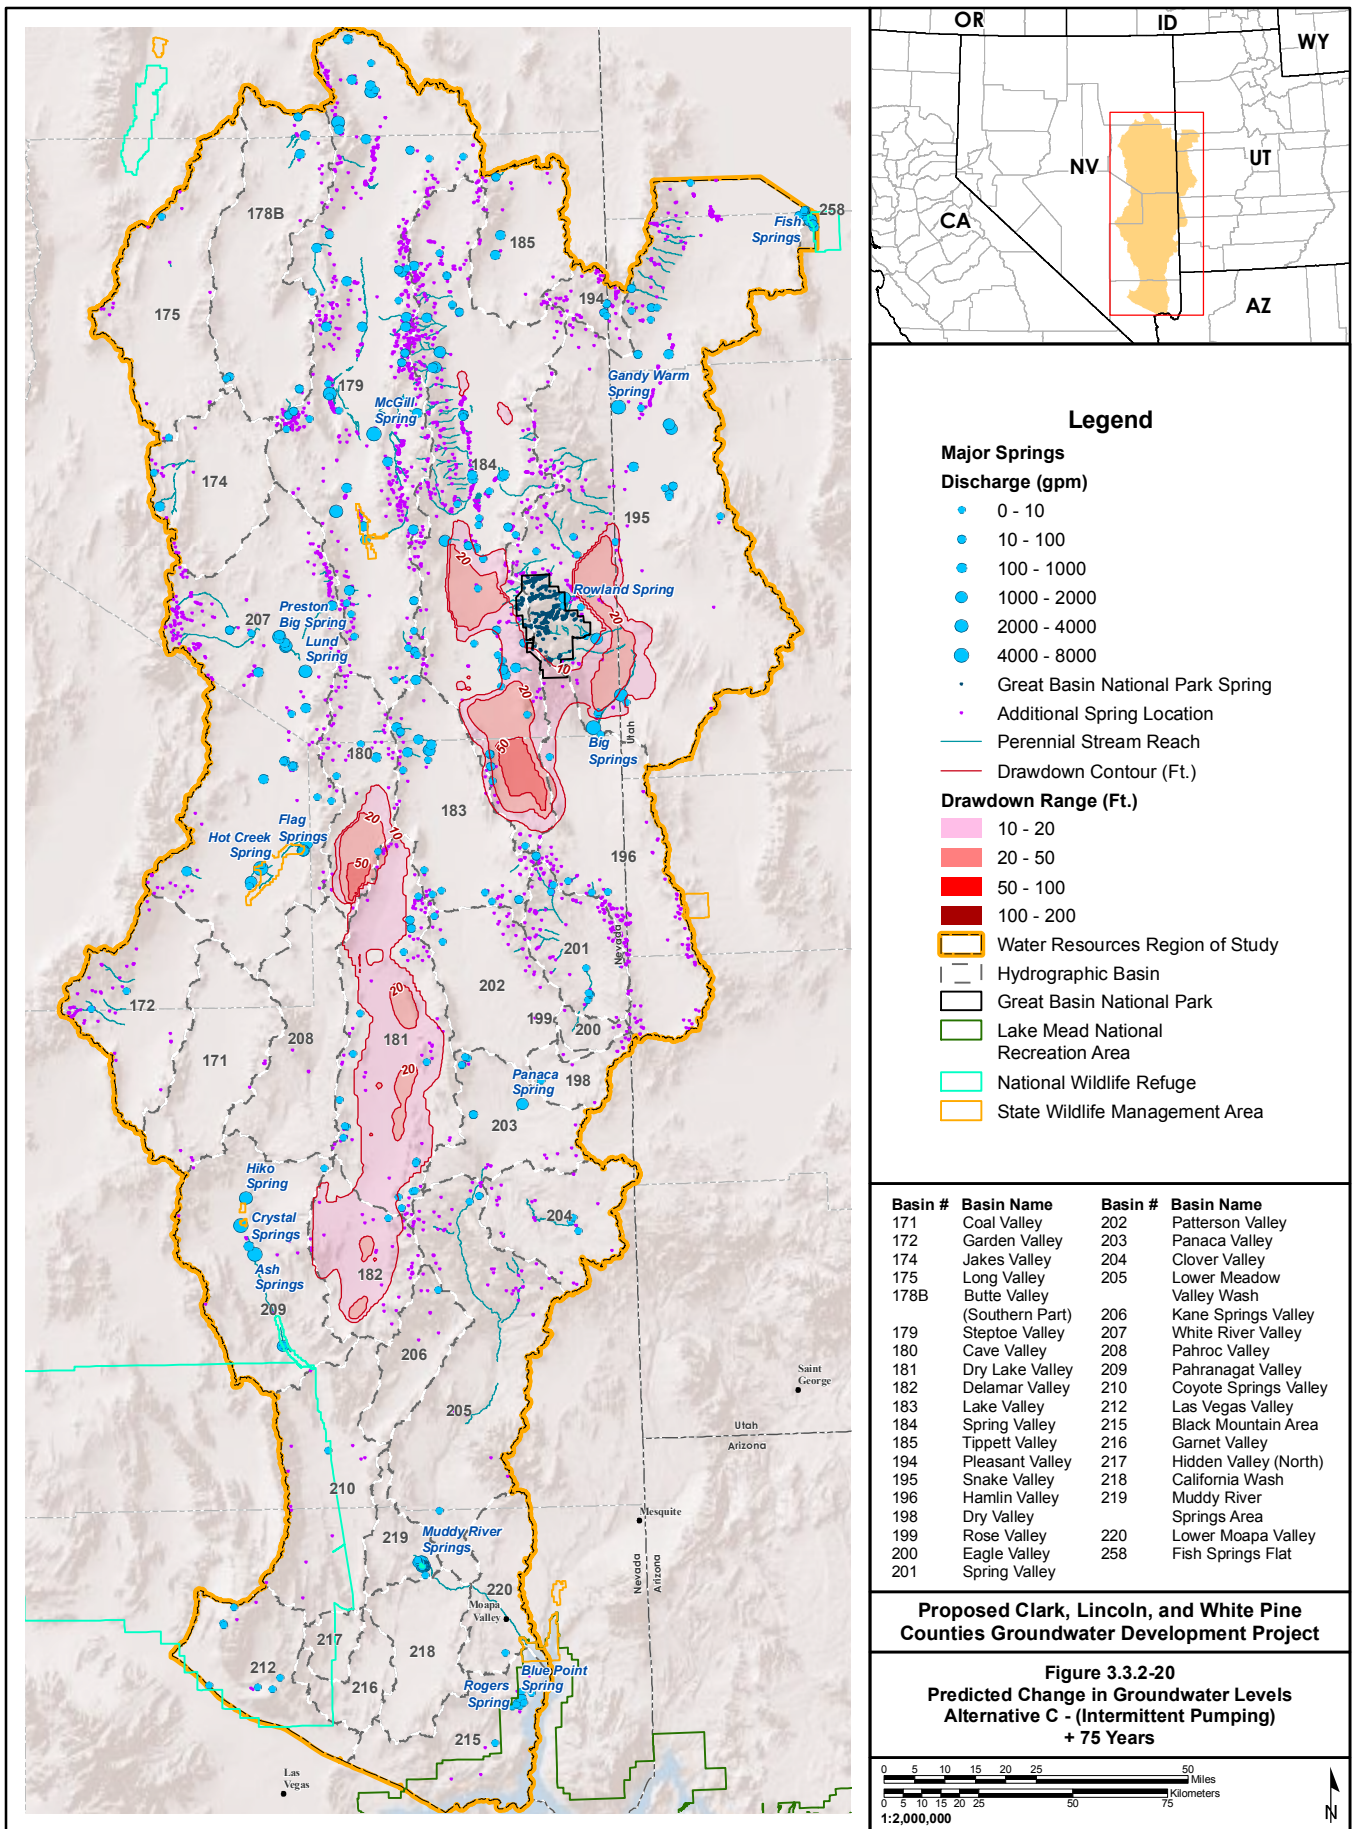 178B
175
185
194
258
Fish
Springs
179
McGill
Spring
Gandy Warm
Spring
174
184
195
20
20
Rowland Spring
Preston
Big Spring
207
Lund
Spring
10
20
50
Big
Springs
Utah
180
183
20
10
50
Flag
Springs
Hot Creek
Spring
196
201
Nevada
202
20
199
200
172
208
181
171
20
Panaca
Spring
198
203
Hiko
Spring
Crystal
Springs
204
Ash
Springs
182
209
206
Saint
George
205
Utah
Arizona
210
Mesquite
219
Muddy River
Springs
Nevada
Arizona
220
Moapa
Valley
217
218
212
216
Blue Point
Spring
Rogers
Spring
215
Las
Vegas
OR
ID
WY
NV
UT
CA
AZ
Legend
Major Springs
Discharge (gpm)
0 - 10
10 - 100
100 - 1000
1000 - 2000
2000 - 4000
4000 - 8000
Great Basin National Park Spring
Additional Spring Location
Perennial Stream Reach
Drawdown Contour (Ft.)
Drawdown Range (Ft.)
10 - 20
20 - 50
50 - 100
100 - 200
Water Resources Region of Study
Hydrographic Basin
Great Basin National Park
Lake Mead National
Recreation Area
National Wildlife Refuge
State Wildlife Management Area
Basin # Basin Name Basin # Basin Name
171 Coal Valley 202 Patterson Valley
172 Garden Valley 203 Panaca Valley
174 Jakes Valley 204 Clover Valley
175 Long Valley 205 Lower Meadow
178B Butte Valley Valley Wash
(Southern Part) 206 Kane Springs Valley
179 Steptoe Valley 207 White River Valley
180 Cave Valley 208 Pahroc Valley
181 Dry Lake Valley 209 Pahranagat Valley
182 Delamar Valley 210 Coyote Springs Valley
183 Lake Valley 212 Las Vegas Valley
184 Spring Valley 215 Black Mountain Area
185 Tippett Valley 216 Garnet Valley
194 Pleasant Valley 217 Hidden Valley (North)
195 Snake Valley 218 California Wash
196 Hamlin Valley 219 Muddy River
198 Dry Valley Springs Area
199 Rose Valley 220 Lower Moapa Valley
200 Eagle Valley 258 Fish Springs Flat
201 Spring Valley
Proposed Clark, Lincoln, and White Pine
Counties Groundwater Development Project
Figure 3.3.2-20
Predicted Change in Groundwater Levels
Alternative C - (Intermittent Pumping)
+ 75 Years
0 5 10 15 20 25 50
Miles
Kilometers
0 5 10 15 20 25 50 75
1:2,000,000
N